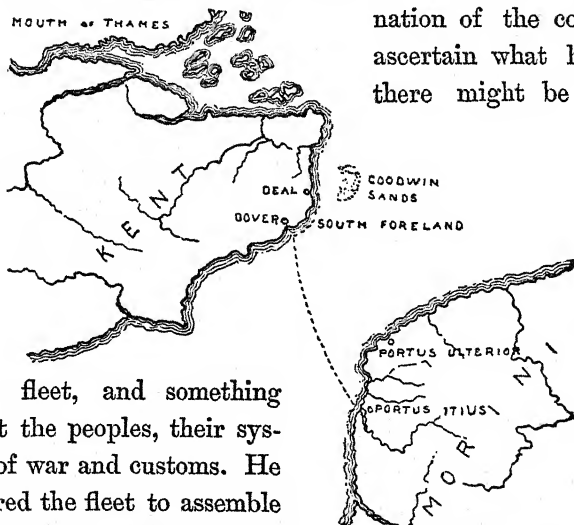 MOUTH OF THAMES
nation of the co
ascertain what h
there might be
KENT
DEAL
GOODWIN
SANDS
DOVER
SOUTH FORELAND
PORTUS ULTERIOR
PORTUS ITIUS
MOR N I
fleet, and something
t the peoples, their sys-
of war and customs. He
red the fleet to assemble